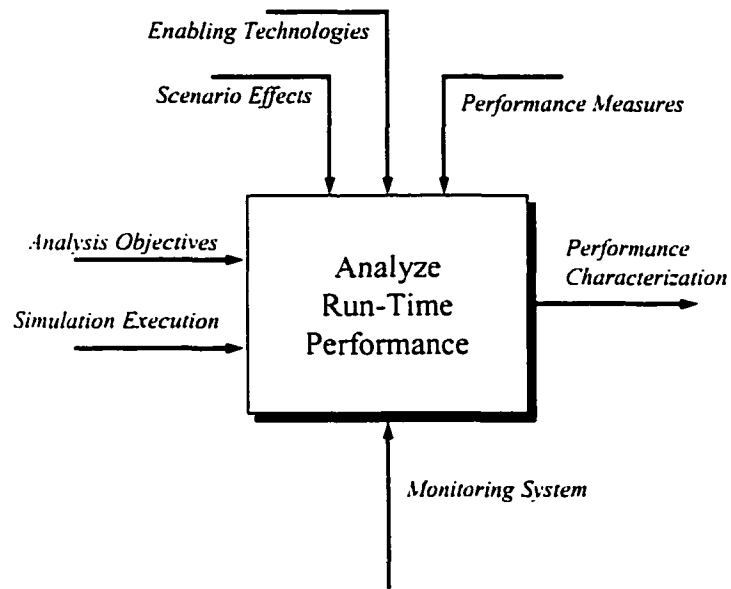 Enabling Technologies
Scenario Effects
Performance Measures
Analysis Objectives
Simulation Execution
Analyze
Run-Time
Performance
Performance
Characterization
Monitoring System